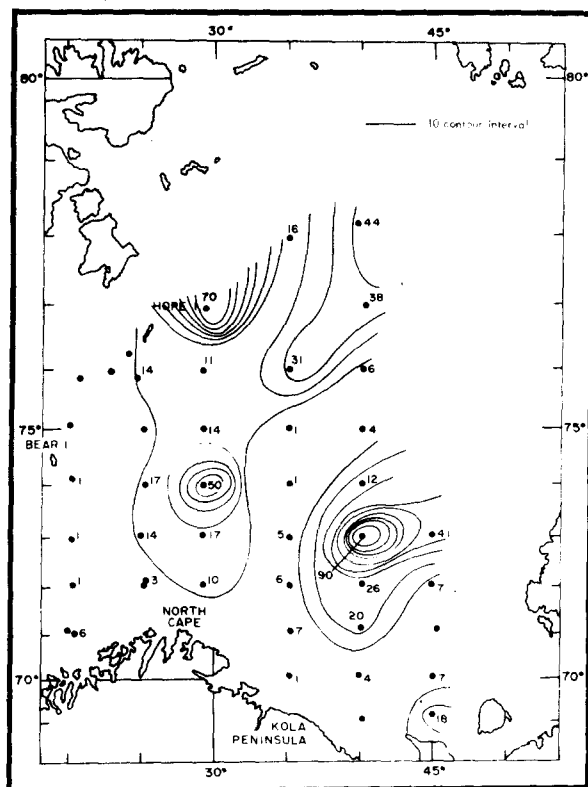 30° 45°
80° 80°
10 contour interval
16 44
HOPE I 70
38
14 11 31 6
75° 14 1 4 75°
BEAR I
1 17 50 1 12
1 14 17 5 41
90
1 3 10 6 26 7
NORTH
CAPE
20
6 7
70° 1 4 7 70°
18
KOLA
PENINSULA
30° 45°